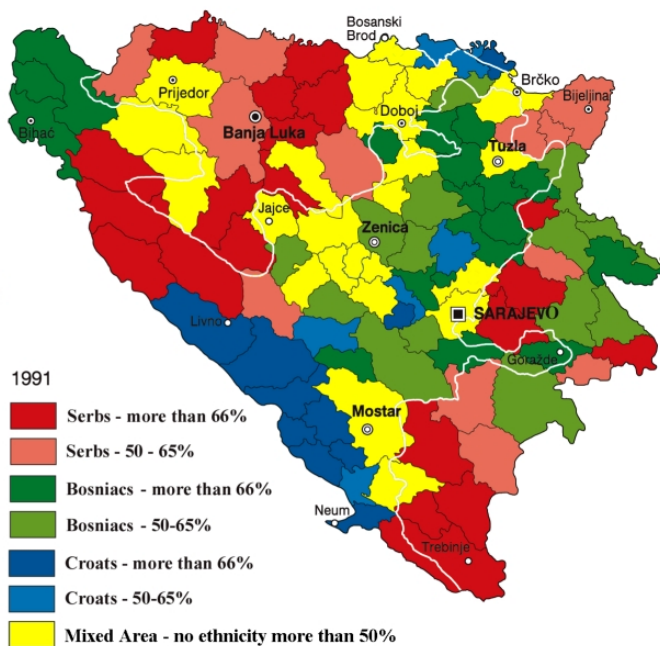 Bosanski
Brod
Brčko
Prijedor
Bijeljina
Doboj
Bihać
Banja Luka
Tuzla
Jajce
Zenica
SARAJEVO
Livno
Goražde
1991
Serbs - more than 66%
Serbs - 50 - 65%
Mostar
Bosniacs - more than 66%
Neum
Bosniacs - 50-65%
Trebinje
Croats - more than 66%
Croats - 50-65%
Mixed Area - no ethnicity more than 50%